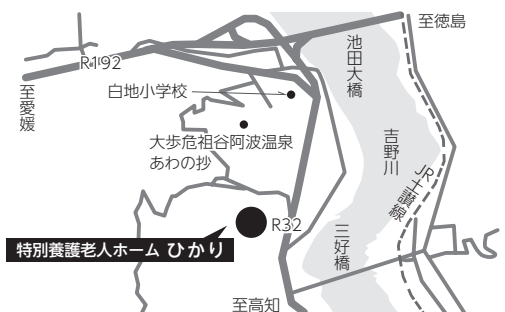 至徳島
池田大橋
R192
白地小学校
至愛媛
大歩危祖谷阿波温泉
あわの抄
吉野川
JR土讃線
R32
三好橋
特別養護老人ホーム ひかり
至高知